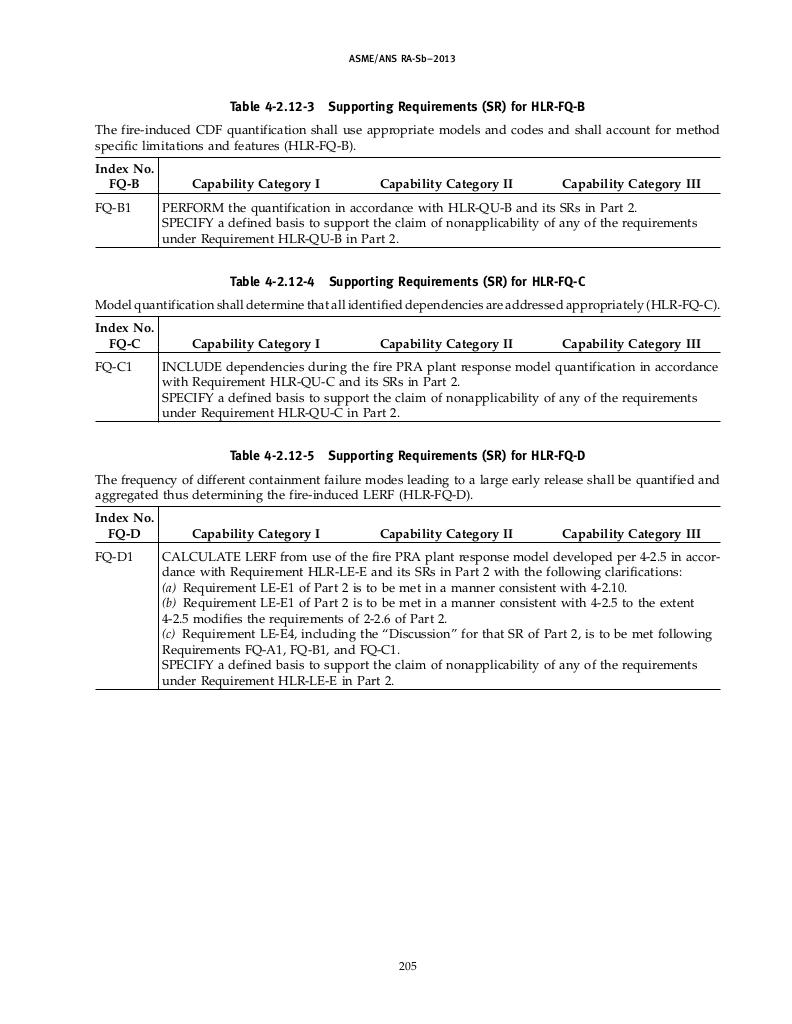 ASME/ANS RA-Sb–2013
Table 4-2.12-3 Supporting Requirements (SR) for HLR-FQ-B
The fire-induced CDF quantification shall use appropriate models and codes and shall account for method
specific limitations and features (HLR-FQ-B).
Index No.
FQ-B Capability Category I Capability Category II Capability Category III
FQ-B1 PERFORM the quantification in accordance with HLR-QU-B and its SRs in Part 2.
SPECIFY a defined basis to support the claim of nonapplicability of any of the requirements
under Requirement HLR-QU-B in Part 2.
Table 4-2.12-4 Supporting Requirements (SR) for HLR-FQ-C
Model quantification shall determine that all identified dependencies are addressed appropriately (HLR-FQ-C).
Index No.
FQ-C Capability Category I Capability Category II Capability Category III
FQ-C1 INCLUDE dependencies during the fire PRA plant response model quantification in accordance
with Requirement HLR-QU-C and its SRs in Part 2.
SPECIFY a defined basis to support the claim of nonapplicability of any of the requirements
under Requirement HLR-QU-C in Part 2.
Table 4-2.12-5 Supporting Requirements (SR) for HLR-FQ-D
The frequency of different containment failure modes leading to a large early release shall be quantified and
aggregated thus determining the fire-induced LERF (HLR-FQ-D).
Index No.
FQ-D Capability Category I Capability Category II Capability Category III
FQ-D1 CALCULATE LERF from use of the fire PRA plant response model developed per 4-2.5 in accor-
dance with Requirement HLR-LE-E and its SRs in Part 2 with the following clarifications:
(a) Requirement LE-E1 of Part 2 is to be met in a manner consistent with 4-2.10.
(b) Requirement LE-E1 of Part 2 is to be met in a manner consistent with 4-2.5 to the extent
4-2.5 modifies the requirements of 2-2.6 of Part 2.
(c) Requirement LE-E4, including the “Discussion” for that SR of Part 2, is to be met following
Requirements FQ-A1, FQ-B1, and FQ-C1.
SPECIFY a defined basis to support the claim of nonapplicability of any of the requirements
under Requirement HLR-LE-E in Part 2.
205